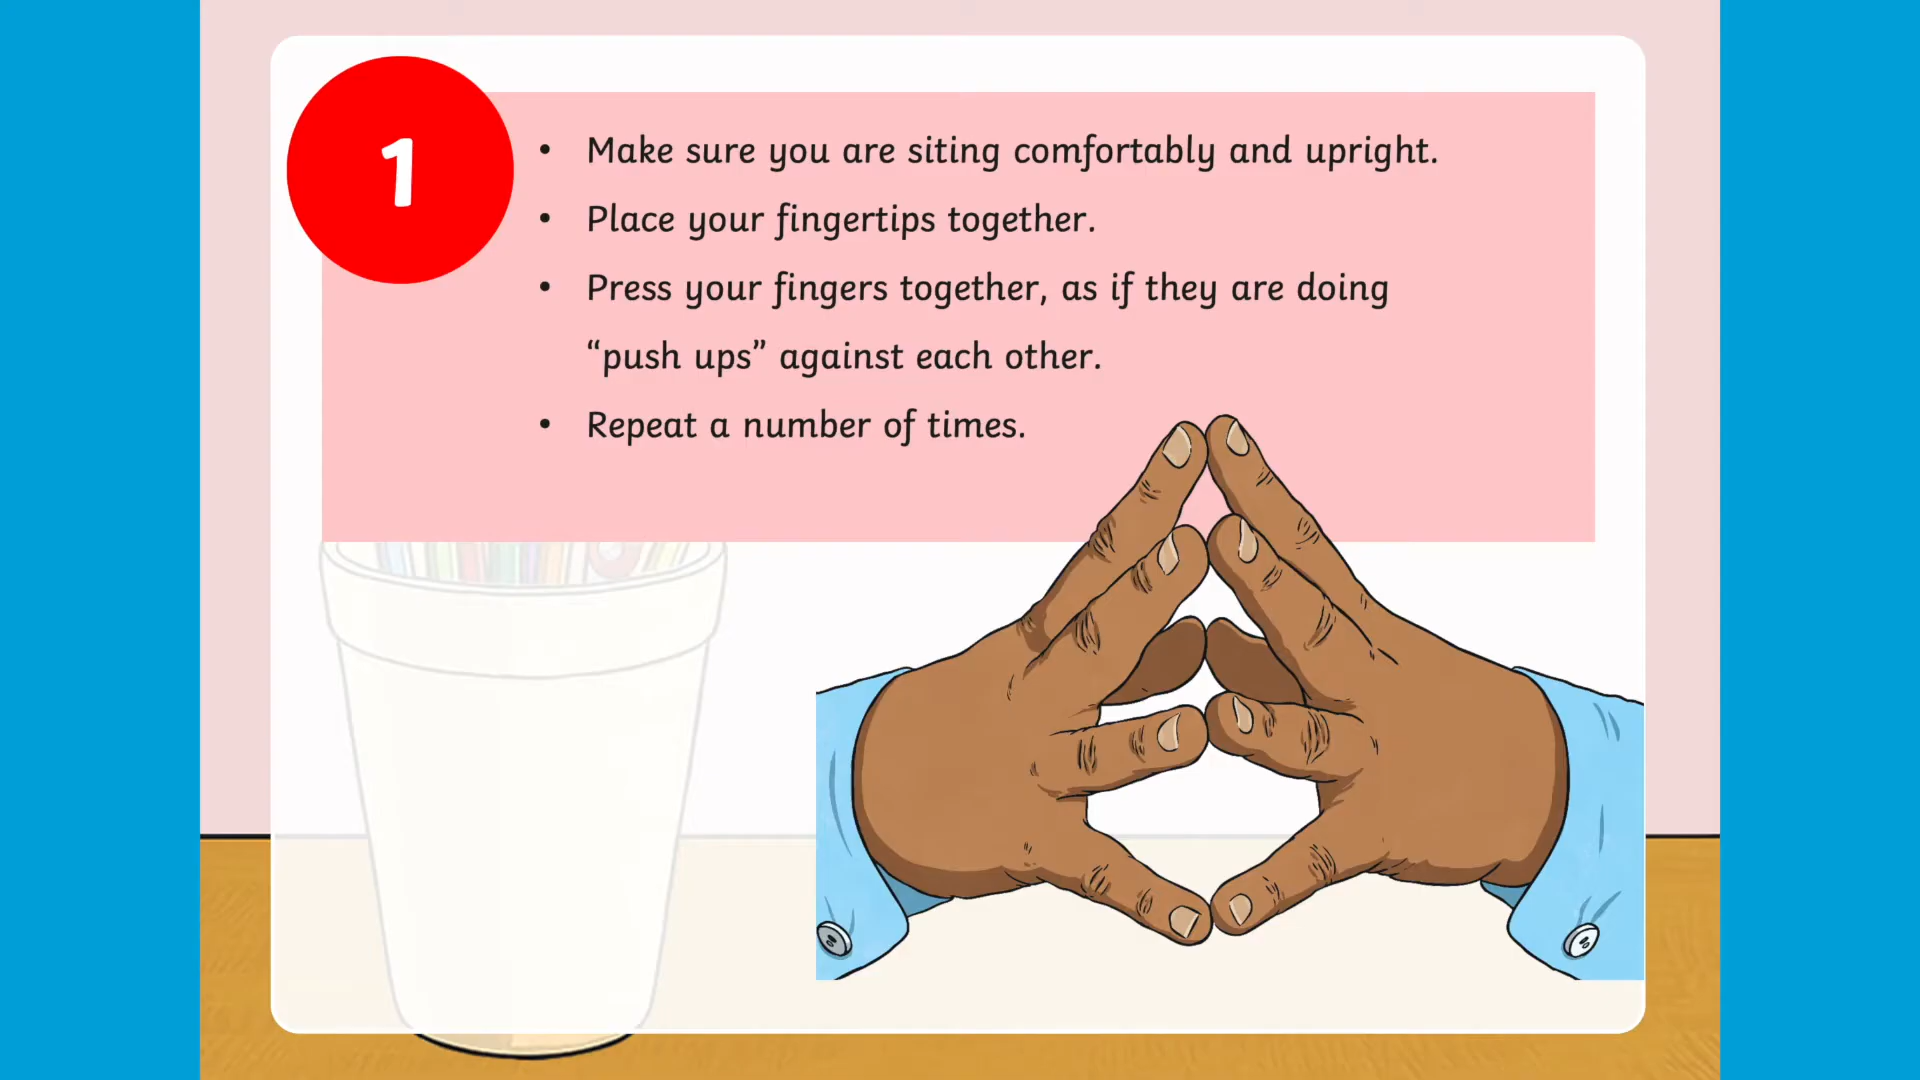 1
• Make sure you are siting comfortably and upright.
• Place your fingertips together.
• Press your fingers together, as if they are doing
“push ups” against each other.
• Repeat a number of times.